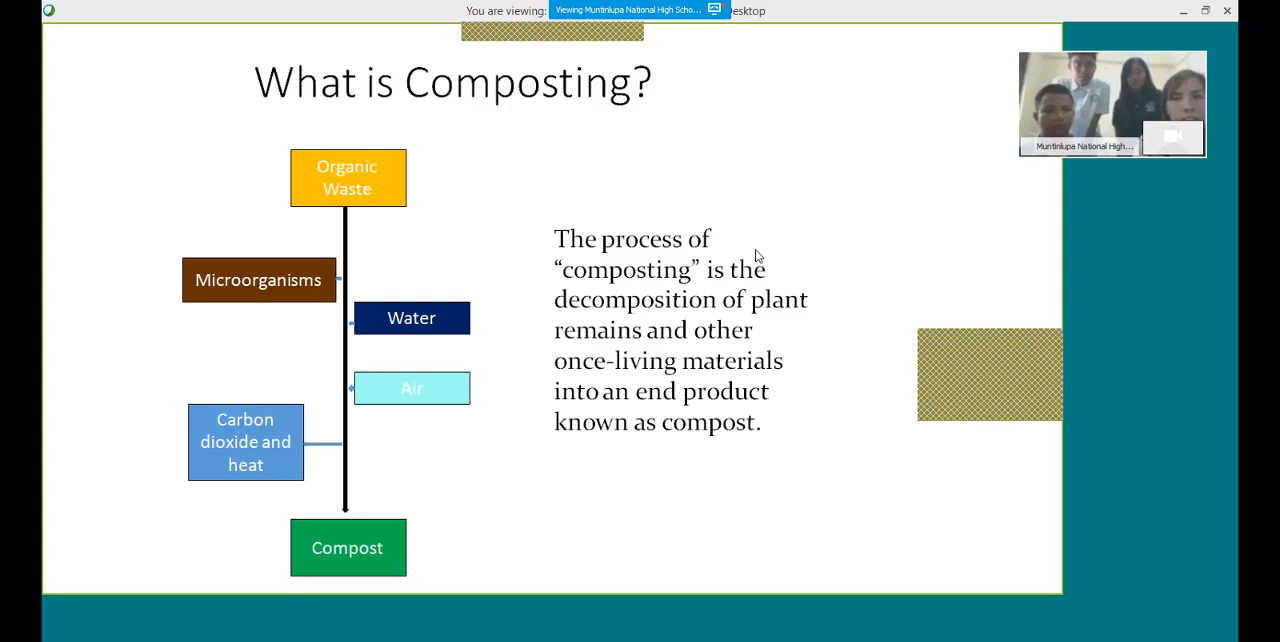 You are viewing:
Viewing Muntinlupa National High Scho...
Desktop
What is Composting?
Organic
Waste
Microorganisms
Water
Air
Carbon
dioxide and
heat
Compost
The process of
“composting” is the
decomposition of plant
remains and other
once-living materials
into an end product
known as compost.
Muntinlupa National High...